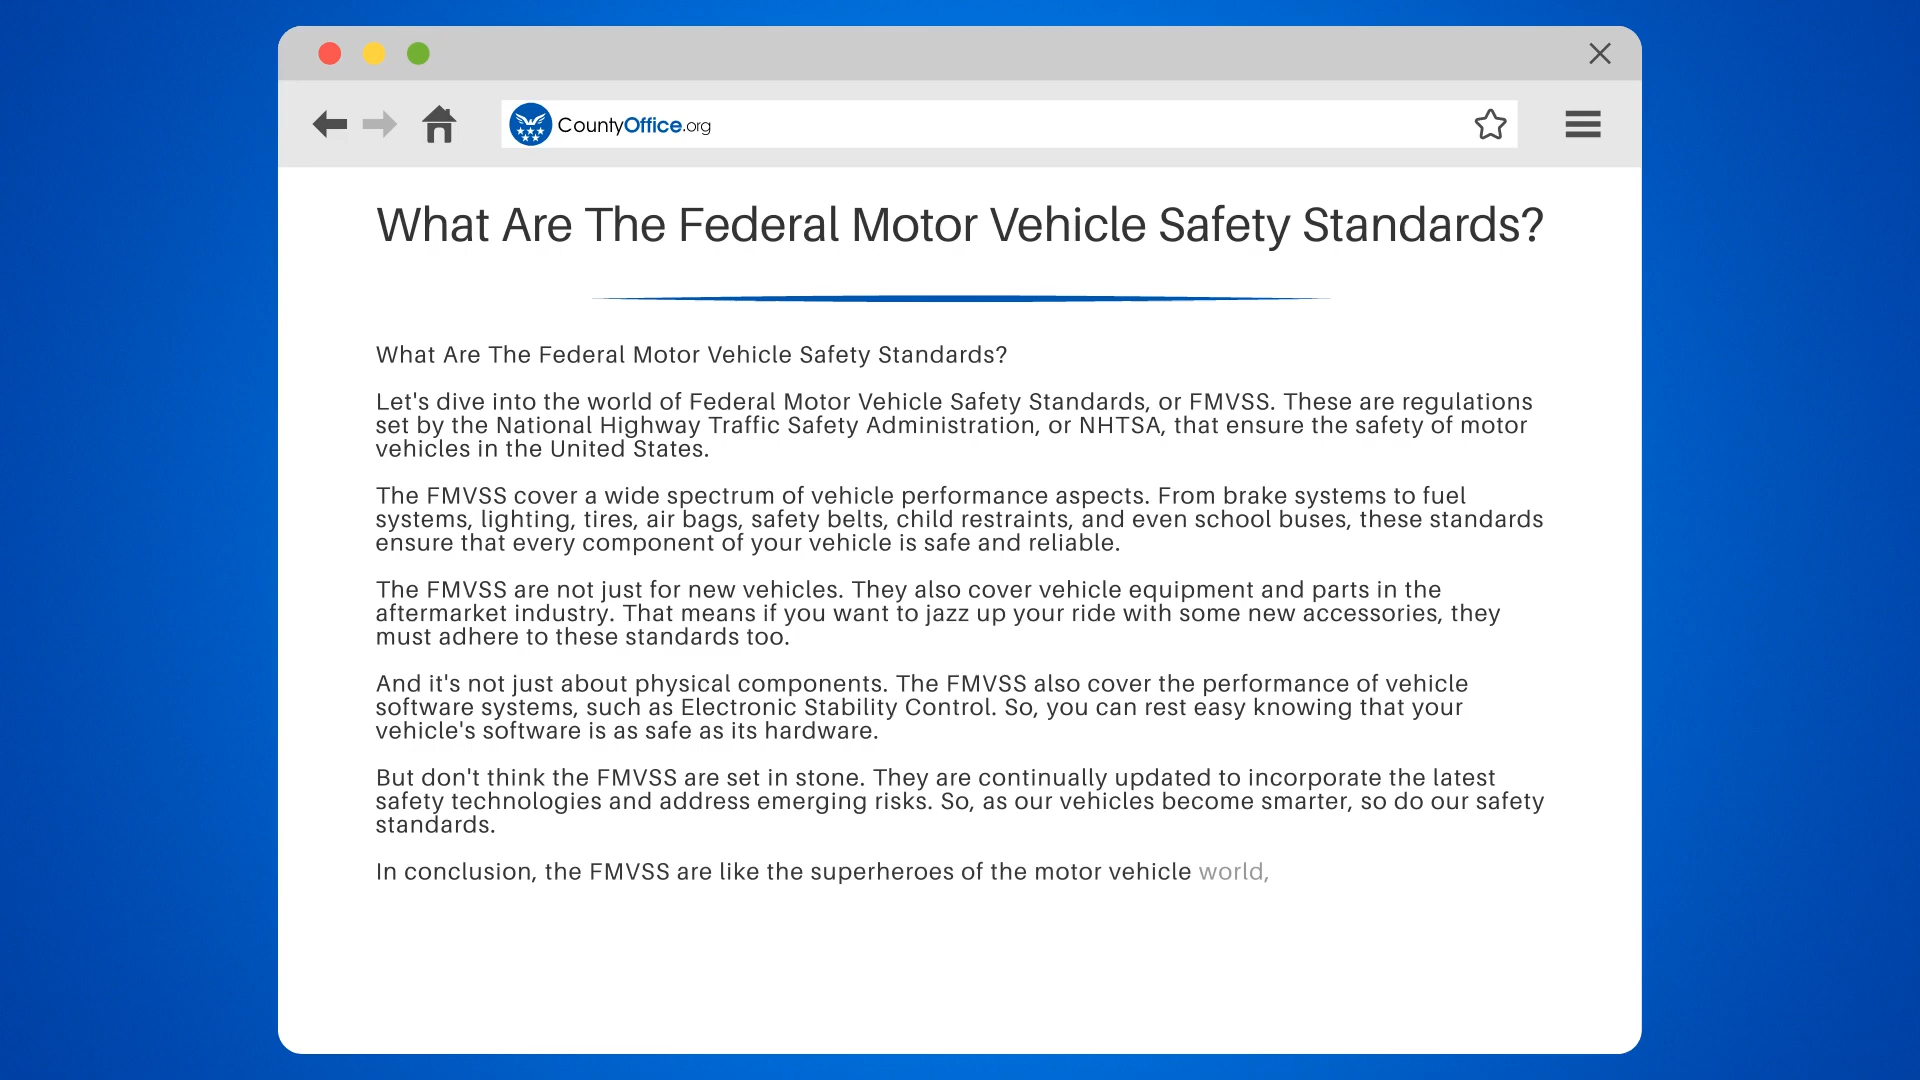 CountyOffice.org
What Are The Federal Motor Vehicle Safety Standards?
What Are The Federal Motor Vehicle Safety Standards?
Let's dive into the world of Federal Motor Vehicle Safety Standards, or FMVSS. These are regulations
set by the National Highway Traffic Safety Administration, or NHTSA, that ensure the safety of motor
vehicles in the United States.
The FMVSS cover a wide spectrum of vehicle performance aspects. From brake systems to fuel
systems, lighting, tires, air bags, safety belts, child restraints, and even school buses, these standards
ensure that every component of your vehicle is safe and reliable.
The FMVSS are not just for new vehicles. They also cover vehicle equipment and parts in the
aftermarket industry. That means if you want to jazz up your ride with some new accessories, they
must adhere to these standards too.
And it's not just about physical components. The FMVSS also cover the performance of vehicle
software systems, such as Electronic Stability Control. So, you can rest easy knowing that your
vehicle's software is as safe as its hardware.
But don't think the FMVSS are set in stone. They are continually updated to incorporate the latest
safety technologies and address emerging risks. So, as our vehicles become smarter, so do our safety
standards.
In conclusion, the FMVSS are like the superheroes of the motor vehicle world,